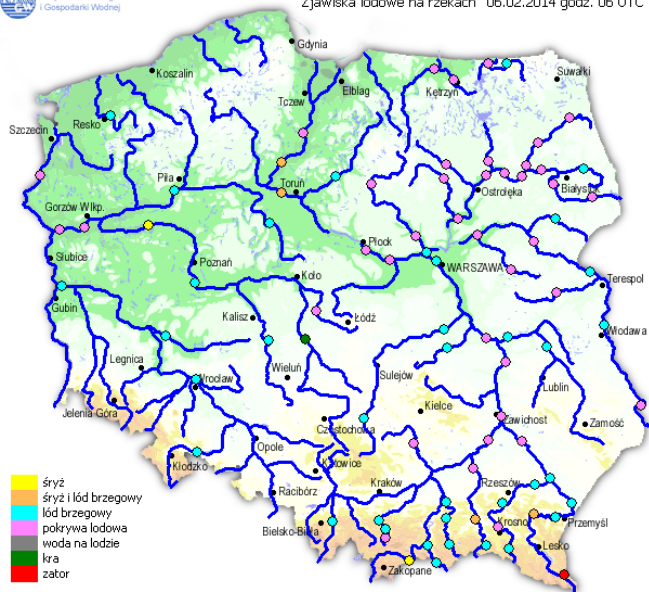 Zjawiska lodowe na rzekach 06.02.2014 godz. 06 UTC
i Gospodarki Wodnej
Gdynia
Koszalin
Suwałki
Elbląg
Kętrzyn
Tczew
Resko
Szczecin
Piła
Toruń
Ostrołęka
Białystok
Gorzów Wlkp.
Płock
Słubice
Poznań
Koło
WARSZAWA
Terespol
Gubin
Kalisz
Łódź
Włodawa
Legnica
Wieluń
Sulejów
Wrocław
Lublin
Jelenia Góra
Kielce
Zawichost
Zamość
Częstochowa
Opole
Kłodzko
Katowice
Racibórz
Kraków
Rzeszów
Bielsko-Biała
Krosno
Przemyśl
Lesko
Zakopane
śryż
śryż i lód brzegowy
lód brzegowy
pokrywa lodowa
woda na lodzie
kra
zator